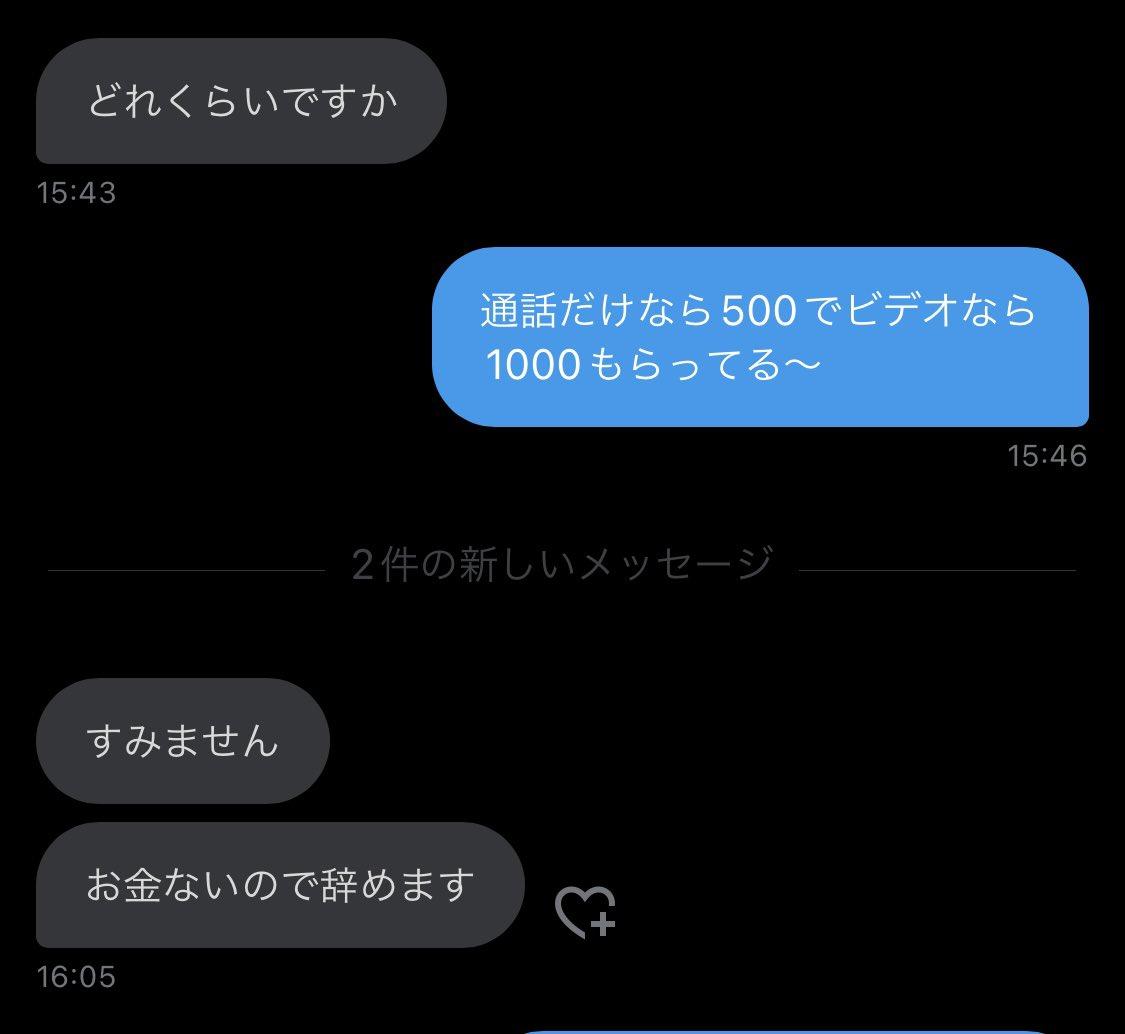 どれくらいですか
15:43
通話だけなら500でビデオなら
1000もらってる〜
15:46
2件の新しいメッセージ
すみません
お金ないので辞めます
16:05